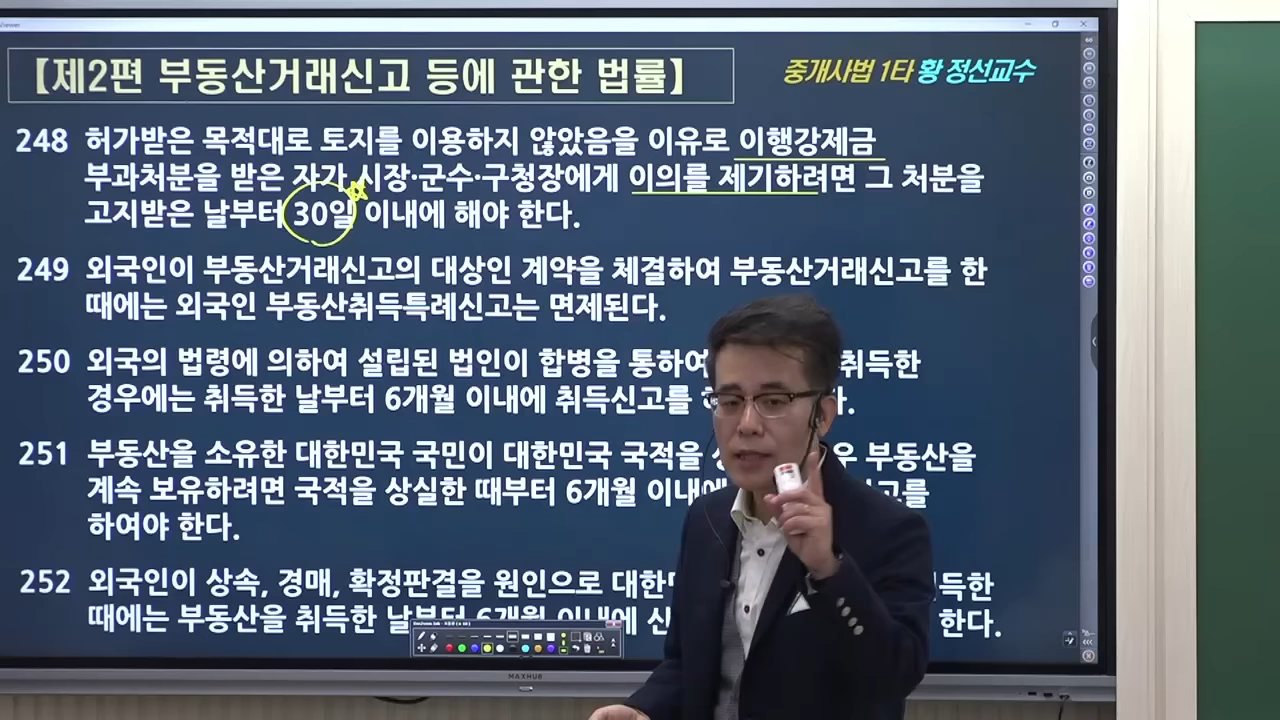 【제2편 부동산거래신고 등에 관한 법률】
중개사법 1타 황 정선교수
248 허가받은 목적대로 토지를 이용하지 않았음을 이유로 이행강제금
부과처분을 받은 자가 시장·군수·구청장에게 이의를 제기하려면 그 처분을
고지받은 날부터 30일 이내에 해야 한다.
249 외국인이 부동산거래신고의 대상인 계약을 체결하여 부동산거래신고를 한
때에는 외국인 부동산취득특례신고는 면제된다.
250 외국의 법령에 의하여 설립된 법인이 합병을 통하여 취득한
경우에는 취득한 날부터 6개월 이내에 취득신고를
251 부동산을 소유한 대한민국 국민이 대한민국 국적을 부동산을
계속 보유하려면 국적을 상실한 때부터 6개월 이내에
하여야 한다.
252 외국인이 상속, 경매, 확정판결을 원인으로
때에는 부동산을 취득한 날부터 6개월 이내에 한다.
MAXHUB